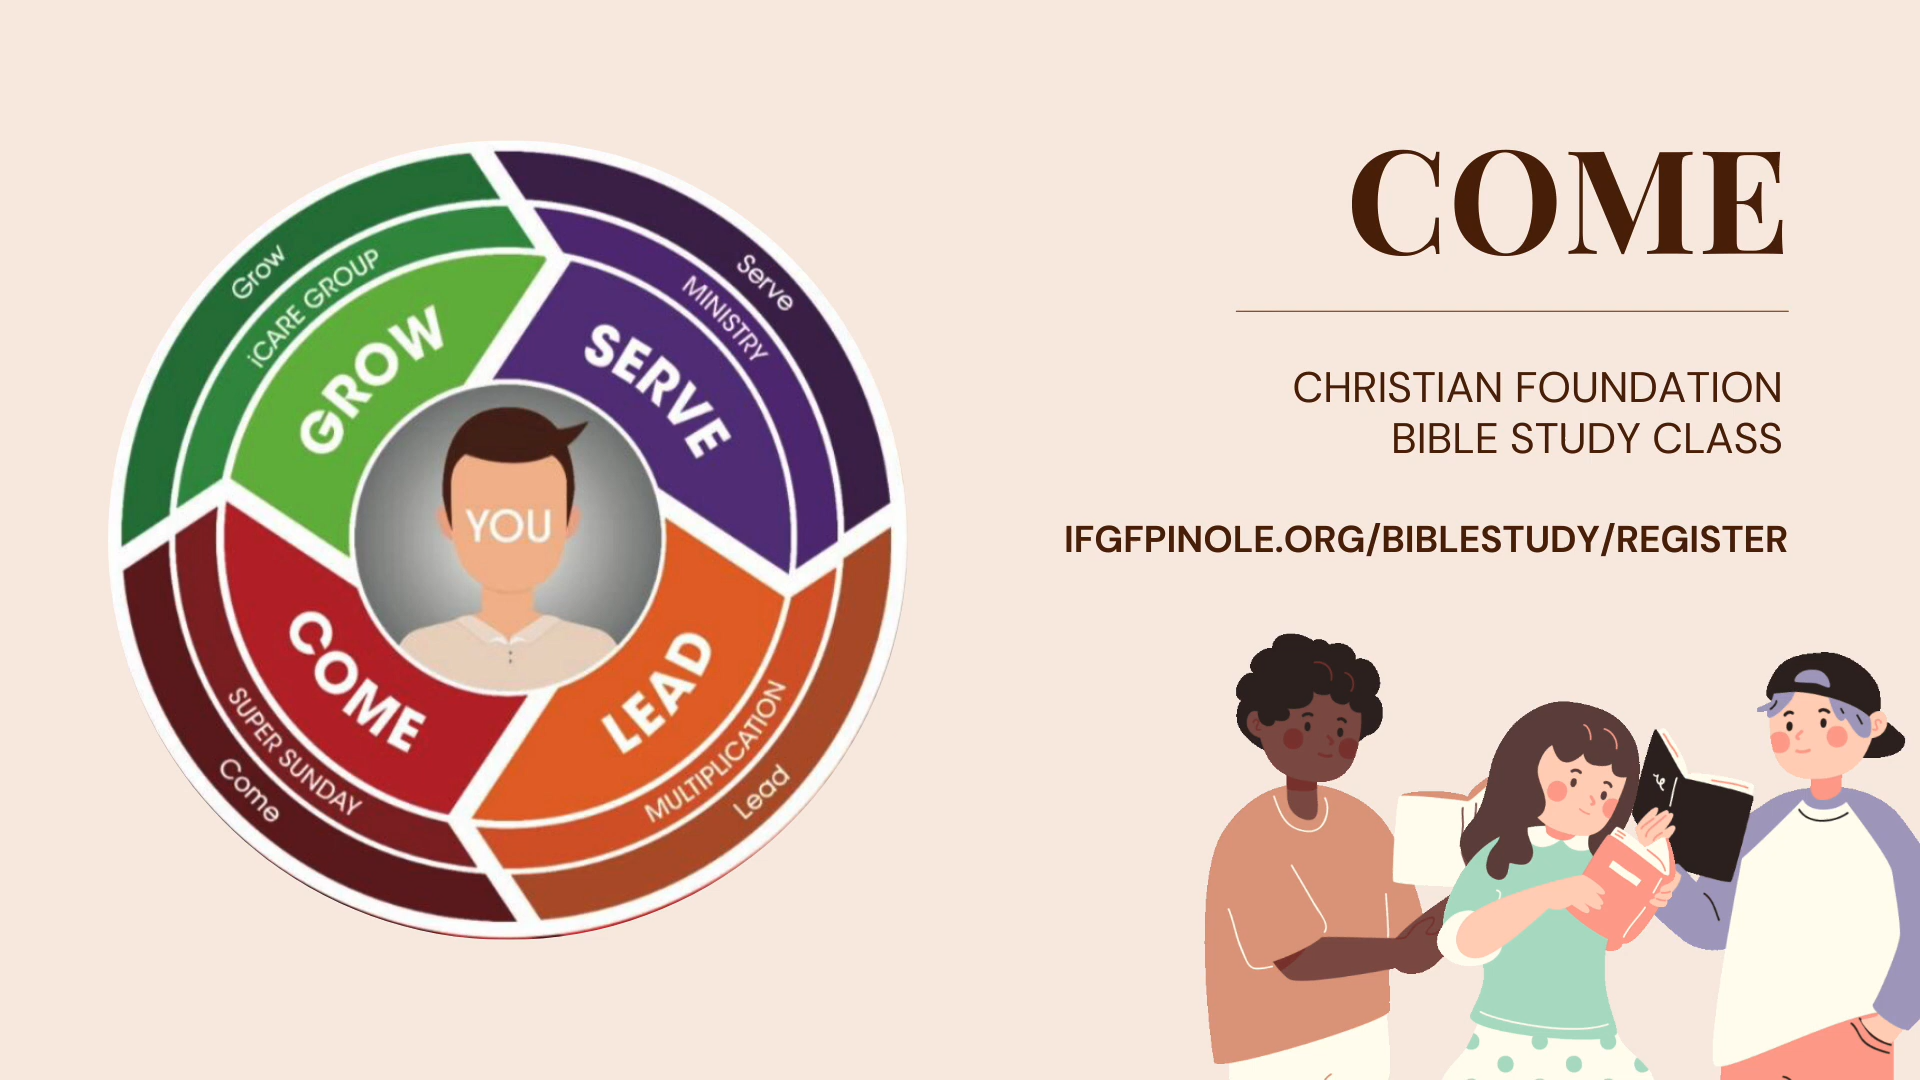 Grow
iCARE GROUP
GROW
Serve
MINISTRY
SERVE
YOU
COME
SUPER SUNDAY
Come
LEAD
MULTIPLICATION
Lead
COME
CHRISTIAN FOUNDATION
BIBLE STUDY CLASS
IFGFPINOLE.ORG/BIBLESTUDY/REGISTER